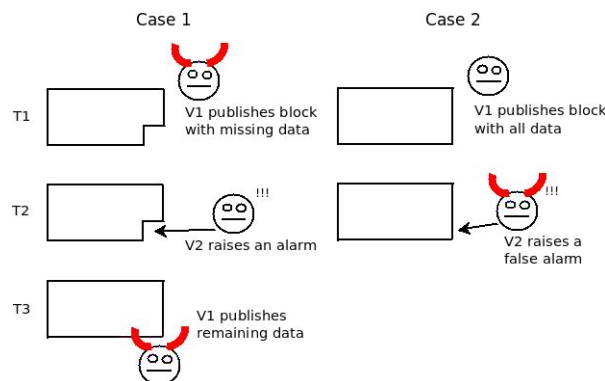 Case 1
Case 2
T1
V1 publishes block
with missing data
V1 publishes block
with all data
T2
!!!
V2 raises an alarm
!!!
V2 raises a
false alarm
T3
V1 publishes
remaining data